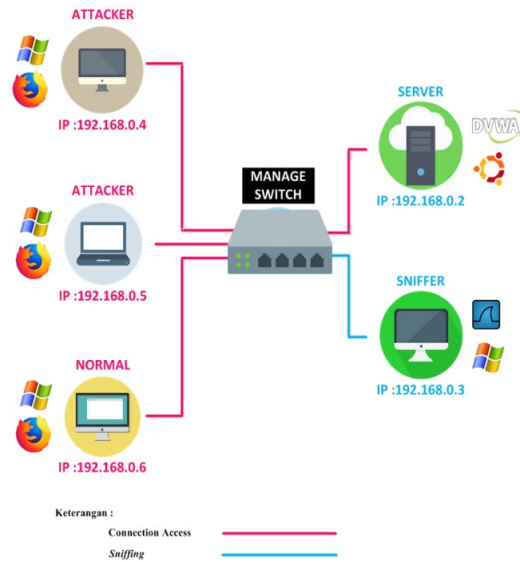 ATTACKER
IP :192.168.0.4
SERVER
DVWA
IP :192.168.0.2
MANAGE
SWITCH
ATTACKER
IP :192.168.0.5
SNIFFER
IP :192.168.0.3
NORMAL
IP :192.168.0.6
Keterangan :
Connection Access
Sniffing